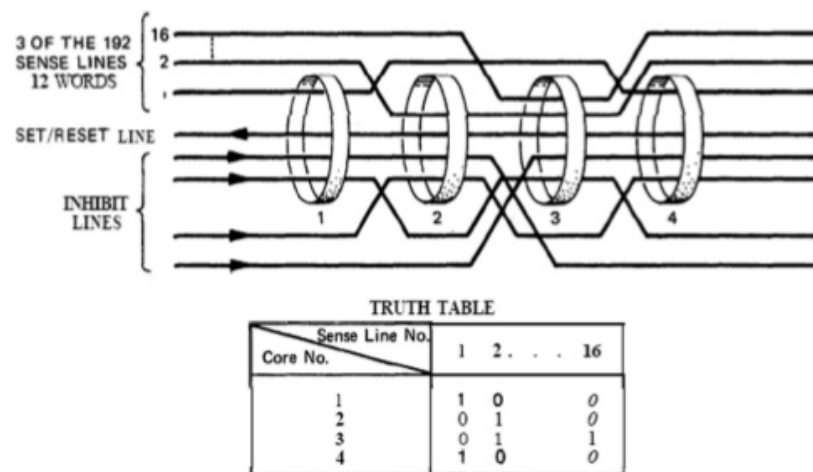 3 OF THE 192
SENSE LINES
12 WORDS
16
2
1
SET/RESET LINE
INHIBIT
LINES
1 2 3 4
TRUTH TABLE
Sense Line No.
Core No.
1 2 . . . 16
1 1 0 0
2 0 1 0
3 0 1 1
4 1 0 0